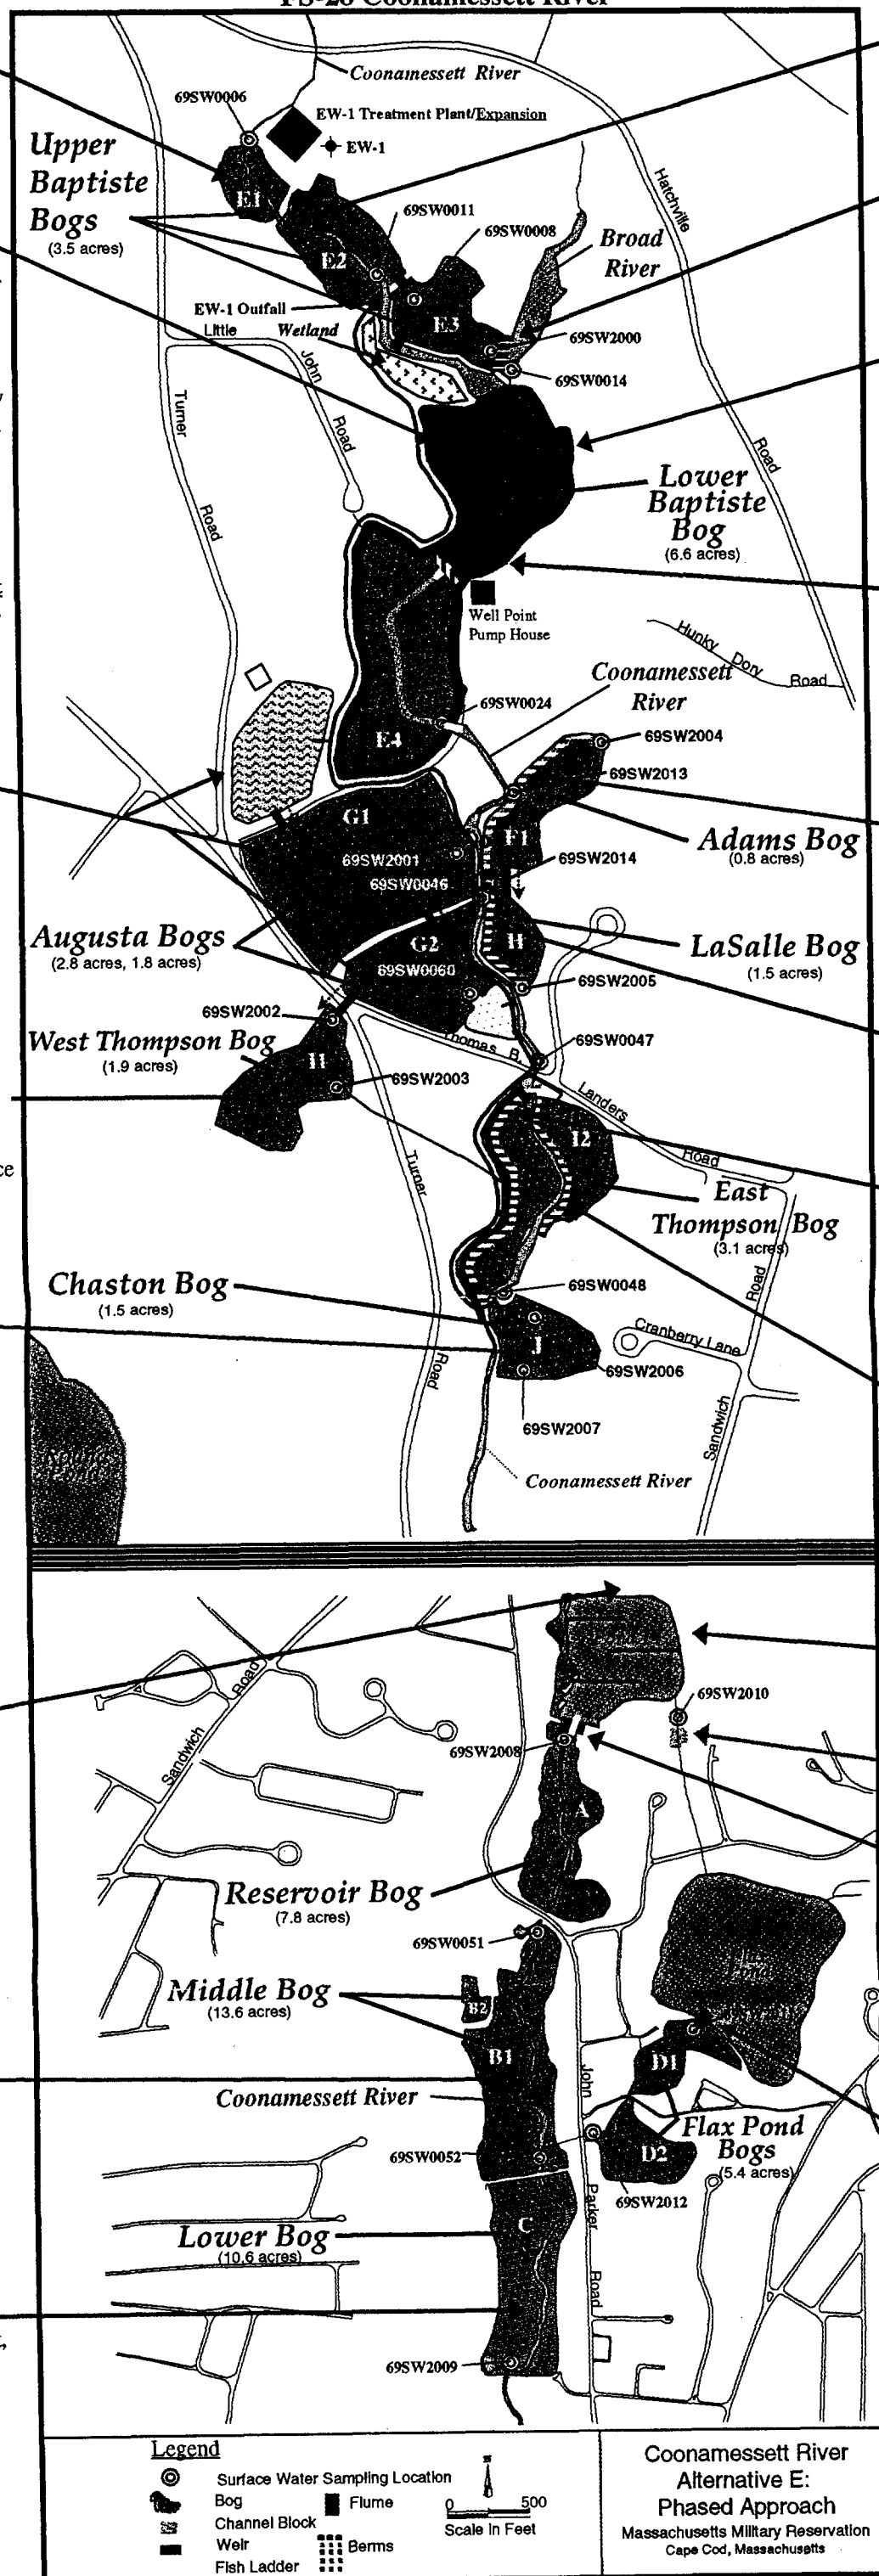 FS-28 Coonamessett River
Coonamessett River
69SW0006
EW-1 Treatment Plant/Expansion
EW-1
Upper
Baptiste
Bogs
(3.5 acres)
E1
69SW0011
69SW0008
Hatchville
Road
Broad
River
E2
EW-1 Outfall
E3
Wetland
69SW2000
69SW0014
Little
John
Road
Turner
Road
Lower
Baptiste
Bog
(6.6 acres)
Well Point
Pump House
Hunky Dory Road
Coonamessett
River
69SW0024
69SW2004
E4
69SW2013
G1
F1
Adams Bog
(0.8 acres)
69SW2001
69SW2014
69SW0046
Augusta Bogs
(2.8 acres, 1.8 acres)
G2
H
LaSalle Bog
(1.5 acres)
69SW0060
69SW2005
69SW2002
Thomas B.
Landers
Road
69SW0047
West Thompson Bog
(1.9 acres)
I1
69SW2003
I2
ce
Turner
Road
East
Thompson Bog
(3.1 acres)
Chaston Bog
(1.5 acres)
69SW0048
Road
Cranberry Lane
J
69SW2006
Sandwich
69SW2007
Coonamessett River
69SW2010
Sandwich
Road
69SW2008
A
Reservoir Bog
(7.8 acres)
69SW0051
Middle Bog
(13.6 acres)
B2
Pond
B1
D1
John
Parker
Road
Coonamessett River
Flax Pond
Bogs
(5.4 acres)
69SW0052
D2
69SW2012
Lower Bog
(10.6 acres)
C
69SW2009
Legend
Surface Water Sampling Location
Bog
Flume
Channel Block
Weir
Berms
Fish Ladder
0 500
Scale In Feet
Coonamessett River
Alternative E:
Phased Approach
Massachusetts Military Reservation
Cape Cod, Massachusetts